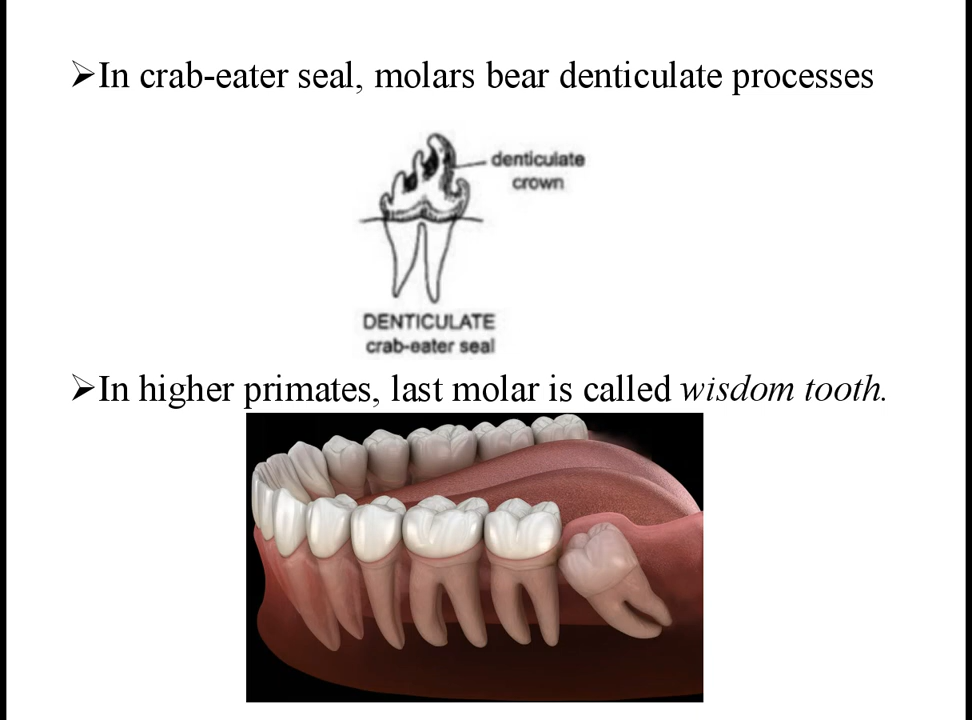 ➢In crab-eater seal, molars bear denticulate processes
denticulate
crown
DENTICULATE
crab-eater seal
➢In higher primates, last molar is called wisdom tooth.